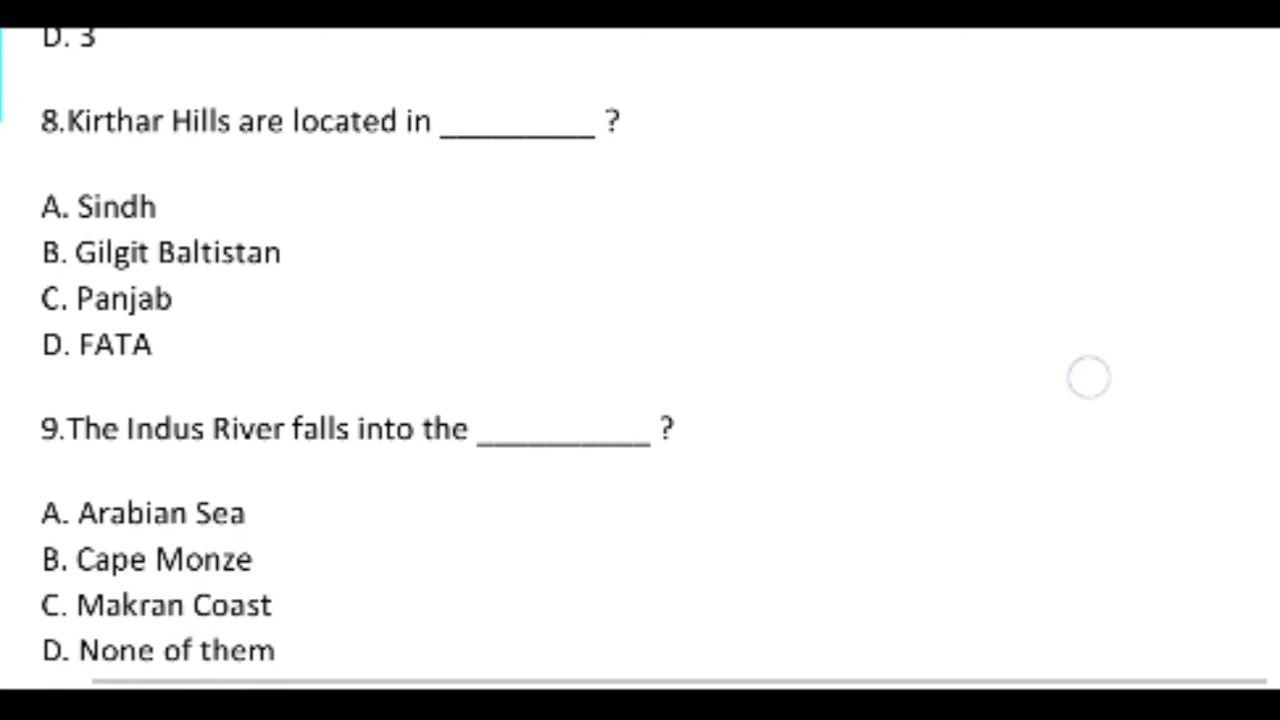 D. 3
8.Kirthar Hills are located in _________ ?
A. Sindh
B. Gilgit Baltistan
C. Panjab
D. FATA
9.The Indus River falls into the __________ ?
A. Arabian Sea
B. Cape Monze
C. Makran Coast
D. None of them